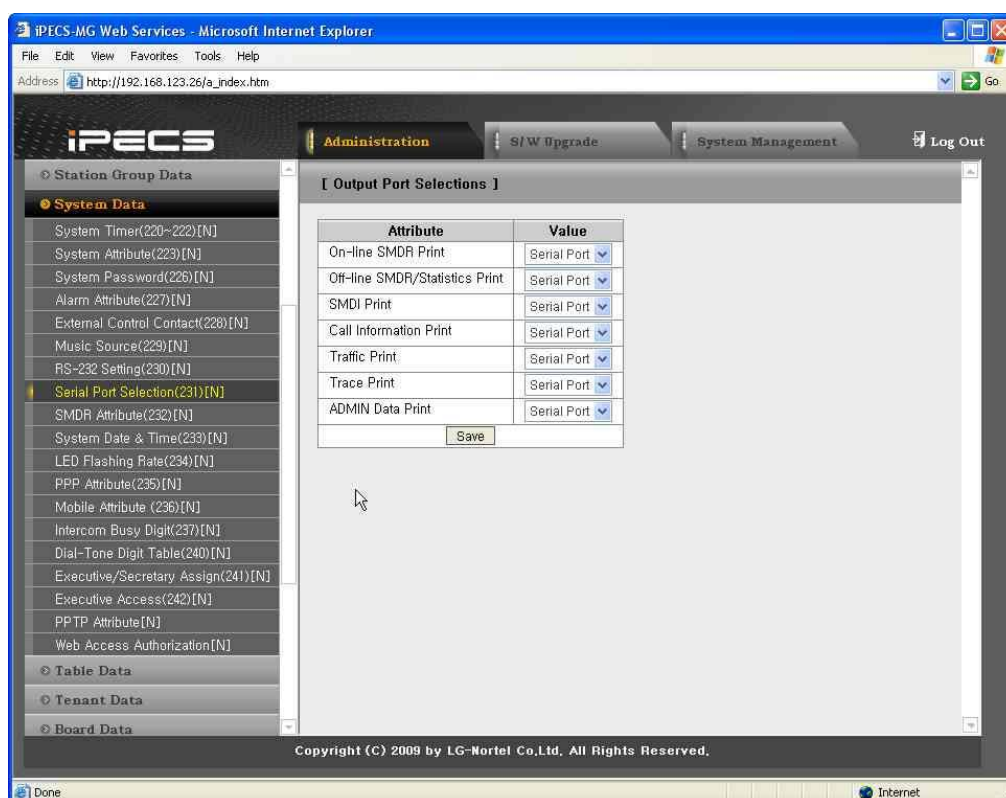 iPECS-MG Web Services - Microsoft Internet Explorer
File Edit View Favorites Tools Help
Address http://192.168.123.26/a_index.htm Go
iPECS
Administration S/W Upgrade System Management Log Out
Station Group Data
System Data
System Timer(220~222)[N]
System Attribute(223)[N]
System Password(226)[N]
Alarm Attribute(227)[N]
External Control Contact(228)[N]
Music Source(229)[N]
RS-232 Setting(230)[N]
Serial Port Selection(231)[N]
SMDR Attribute(232)[N]
System Date & Time(233)[N]
LED Flashing Rate(234)[N]
PPP Attribute(235)[N]
Mobile Attribute (236)[N]
Intercom Busy Digit(237)[N]
Dial-Tone Digit Table(240)[N]
Executive/Secretary Assign(241)[N]
Executive Access(242)[N]
PPTP Attribute[N]
Web Access Authorization[N]
Table Data
Tenant Data
Board Data
[ Output Port Selections ]
Attribute Value
On-line SMDR Print Serial Port
Off-line SMDR/Statistics Print Serial Port
SMDI Print Serial Port
Call Information Print Serial Port
Traffic Print Serial Port
Trace Print Serial Port
ADMIN Data Print Serial Port
Save
Copyright (C) 2009 by LG-Nortel Co,Ltd, All Rights Reserved,
Done Internet